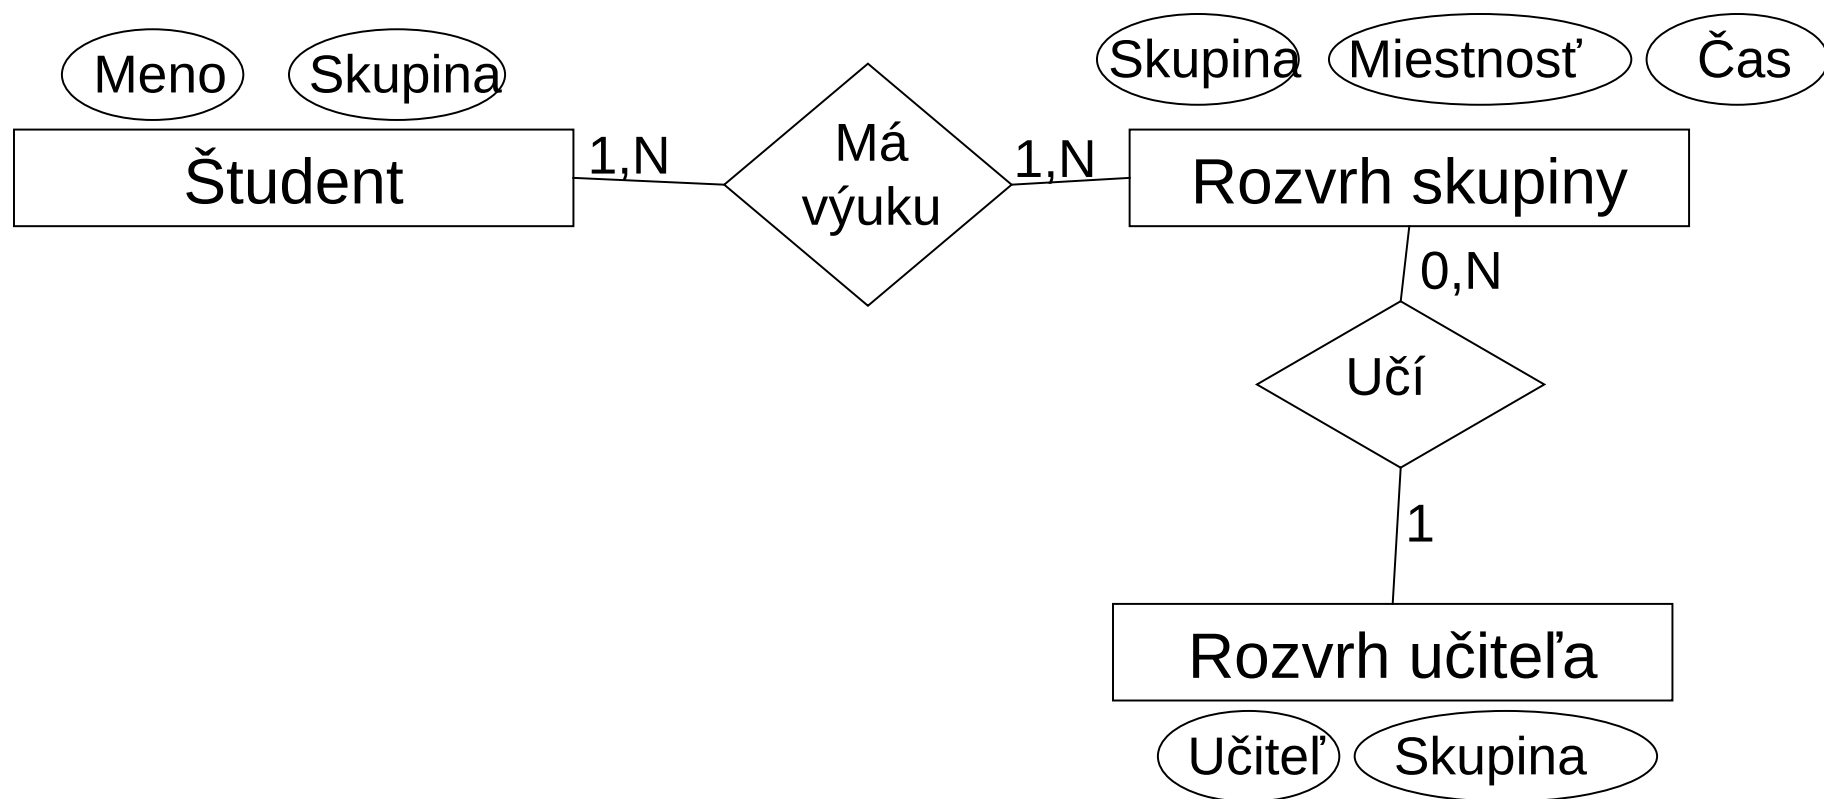 Meno
Skupina
Skupina
Miestnosť
Čas
Študent
1,N
Má
výuku
1,N
Rozvrh skupiny
0,N
Učí
1
Rozvrh učiteľa
Učiteľ
Skupina